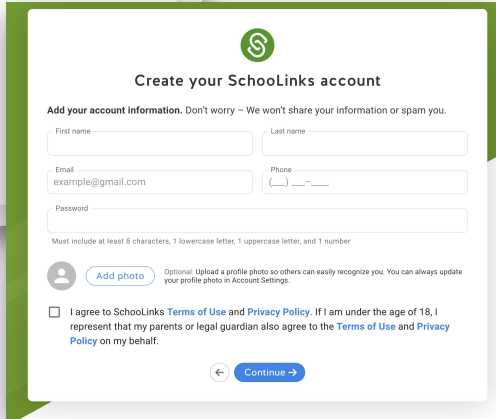 Create your SchooLinks account
Add your account information. Don't worry – We won't share your information or spam you.
First name
Last name
Email
example@gmail.com
Phone
(__) ___–____
Password
Must include at least 8 characters, 1 lowercase letter, 1 uppercase letter, and 1 number
Add photo
Optional: Upload a profile photo so others can easily recognize you. You can always update
your profile photo in Account Settings.
I agree to SchooLinks Terms of Use and Privacy Policy. If I am under the age of 18, I
represent that my parents or legal guardian also agree to the Terms of Use and Privacy
Policy on my behalf.
Continue →